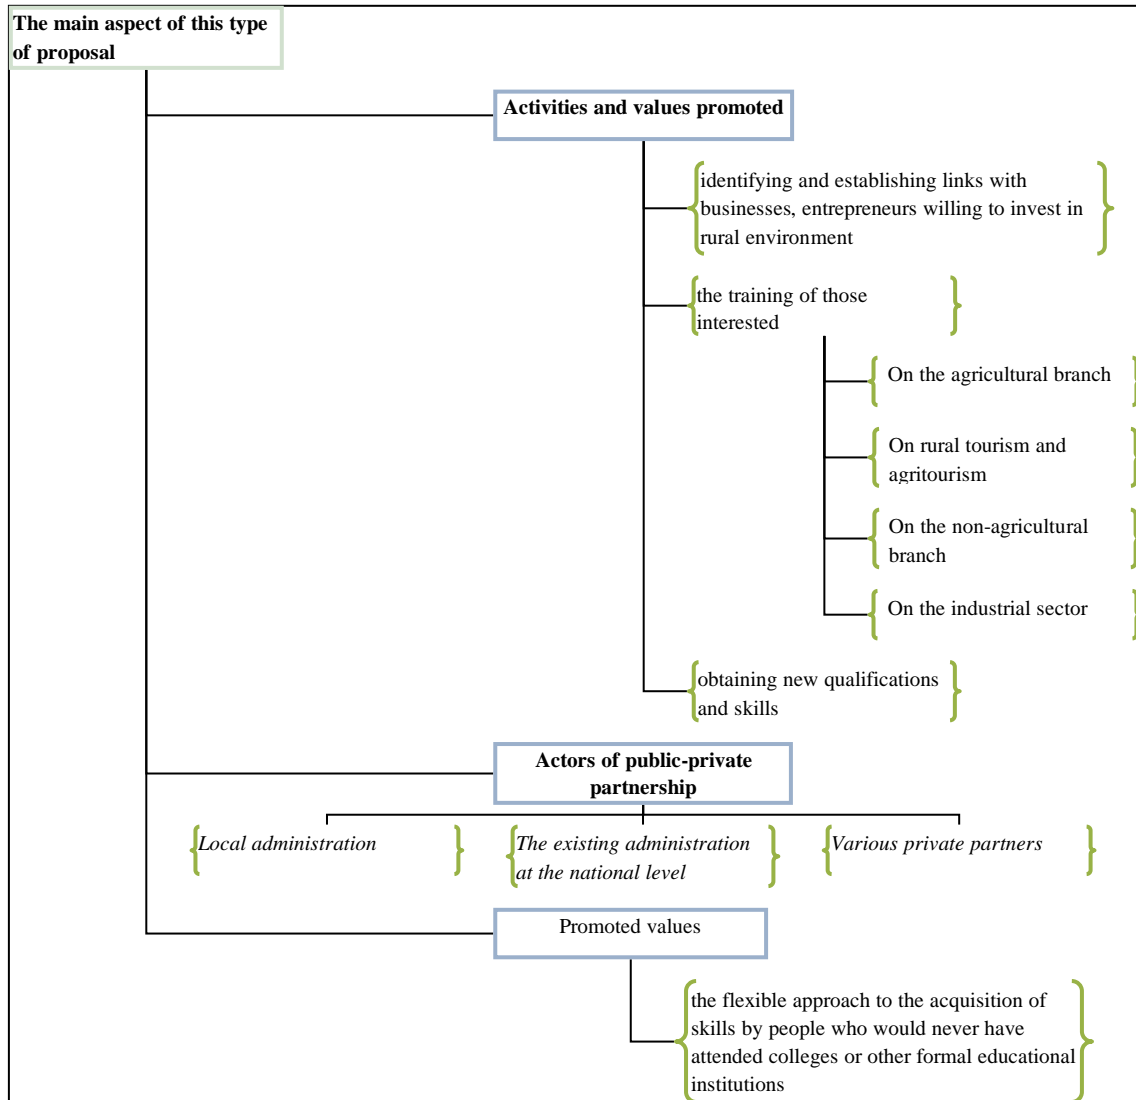 The main aspect of this type
of proposal
Activities and values promoted
identifying and establishing links with
businesses, entrepreneurs willing to invest in
rural environment
the training of those
interested
On the agricultural branch
On rural tourism and
agritourism
On the non-agricultural
branch
On the industrial sector
obtaining new qualifications
and skills
Actors of public-private
partnership
Local administration
The existing administration
at the national level
Various private partners
Promoted values
the flexible approach to the acquisition of
skills by people who would never have
attended colleges or other formal educational
institutions